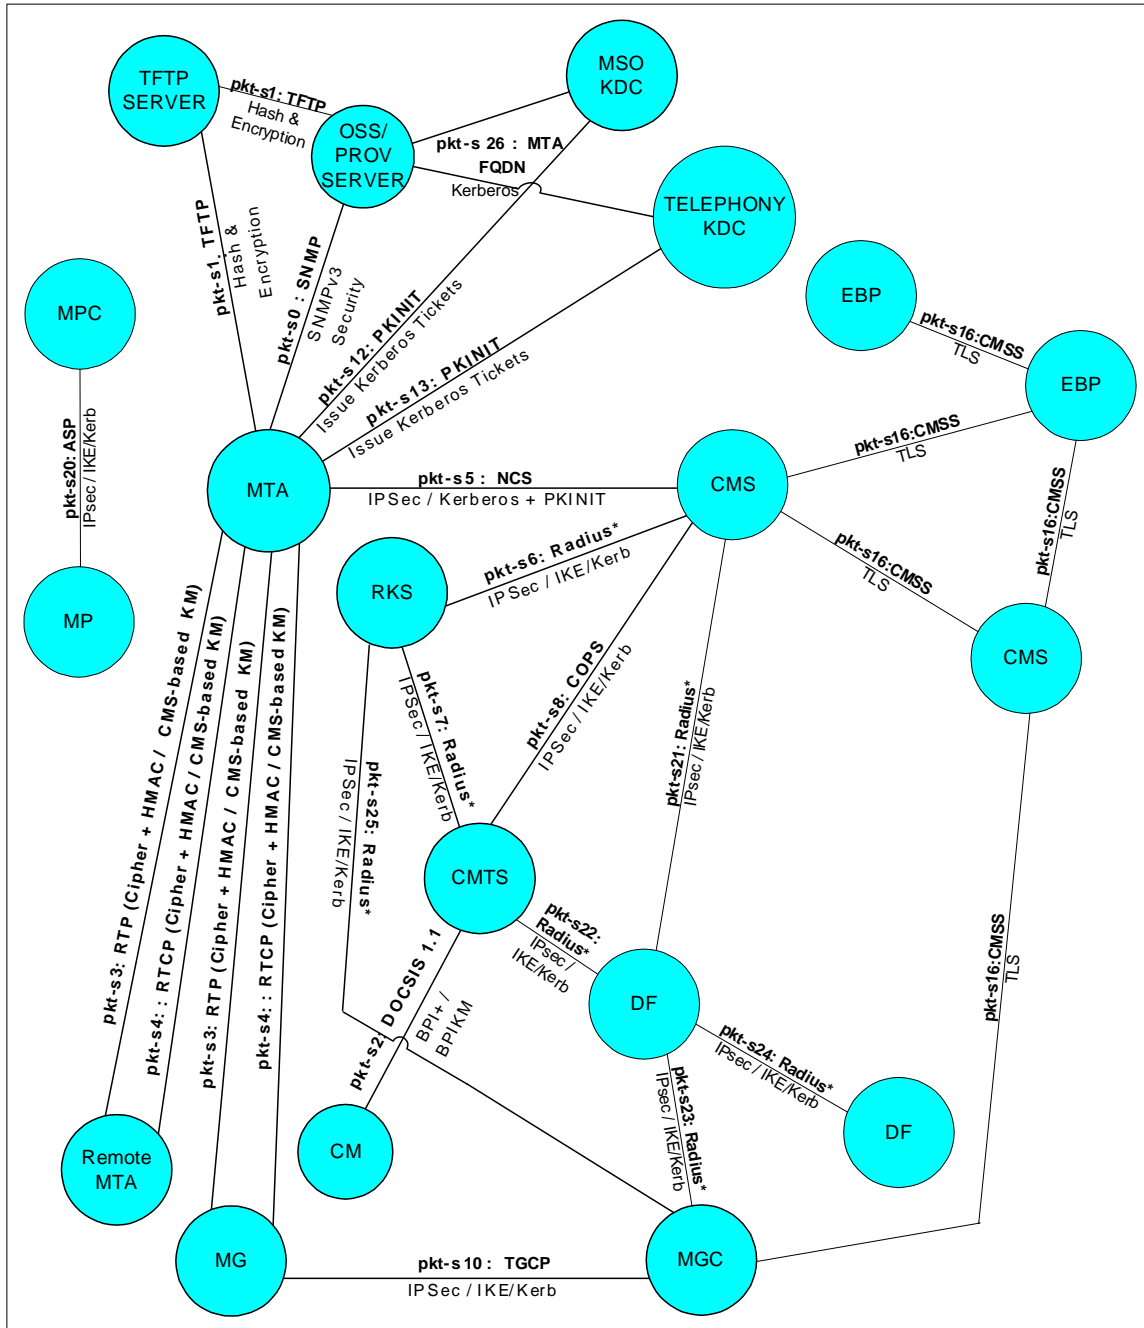 TFTP
SERVER
pkt-s1: TFTP
Hash &
Encryption
OSS/
PROV
SERVER
MSO
KDC
pkt-s 26 : MTA
FQDN
Kerberos
TELEPHONY
KDC
pkt-s1. TFTP
Hash &
Encryption
pkt-s0 : SNMP
SNMPv3
Security
pkt-s12: PKINIT
Issue Kerberos Tickets
pkt-s13: PKINIT
Issue Kerberos Tickets
MPC
pkt-s20: ASP
IPsec / IKE/Kerb
MP
EBP
pkt-s16:CMSS
TLS
EBP
pkt-s16:CMSS
TLS
pkt-s16:CMSS
TLS
MTA
pkt-s5 : NCS
IPSec / Kerberos + PKINIT
CMS
pkt-s16:CMSS
TLS
CMS
RKS
pkt-s6: Radius*
IPSec / IKE/Kerb
pkt-s7: Radius*
IPSec / IKE/Kerb
pkt-s8: COPS
IPSec / IKE/Kerb
pkt-s21: Radius*
IPsec / IKE/Kerb
pkt-s25: Radius*
IPSec / IKE/Kerb
pkt-s3: RTP (Cipher + HMAC / CMS-based KM)
pkt-s4: : RTCP (Cipher + HMAC / CMS-based KM)
pkt-s3: RTP (Cipher + HMAC / CMS-based KM)
pkt-s4: : RTCP (Cipher + HMAC / CMS-based KM)
CMTS
pkt-s22:
Radius*
IPsec /
IKE/Kerb
pkt-s2: DOCSIS 1.1
BPI+ /
BPIKM
DF
pkt-s24: Radius*
IPsec / IKE/Kerb
DF
pkt-s23: Radius*
IPsec / IKE/Kerb
pkt-s16:CMSS
TLS
CM
Remote
MTA
MG
pkt-s10: TGCP
IPSec / IKE/Kerb
MGC